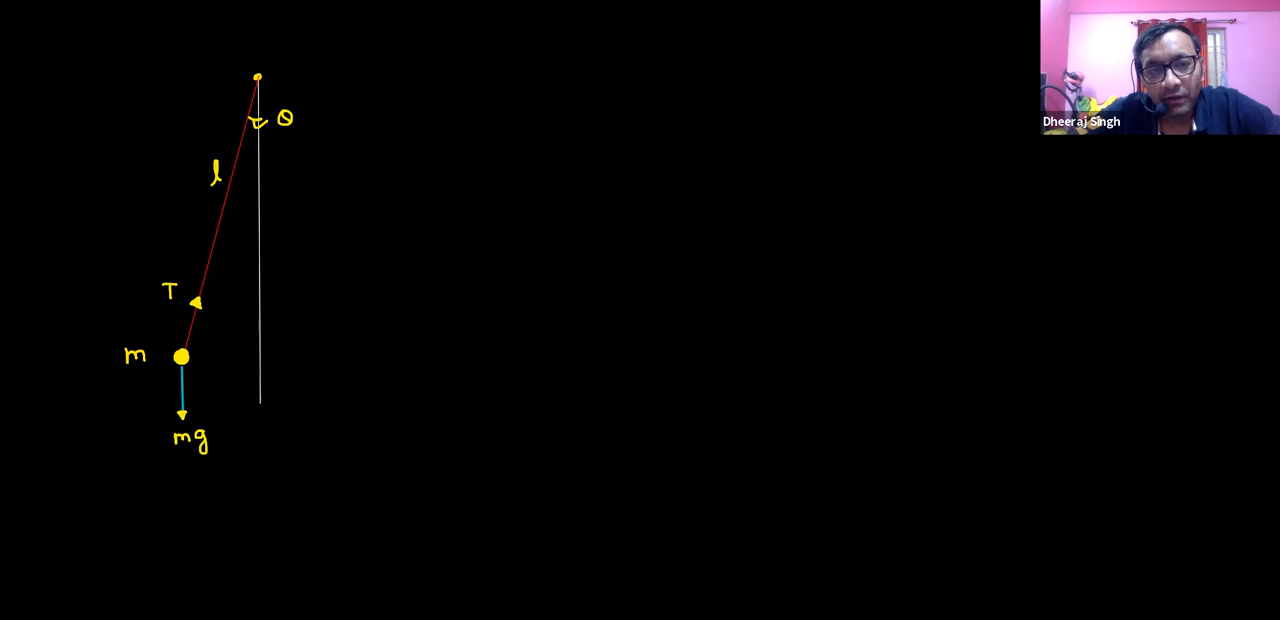 θ
l
T
m
mg
Dheeraj Singh